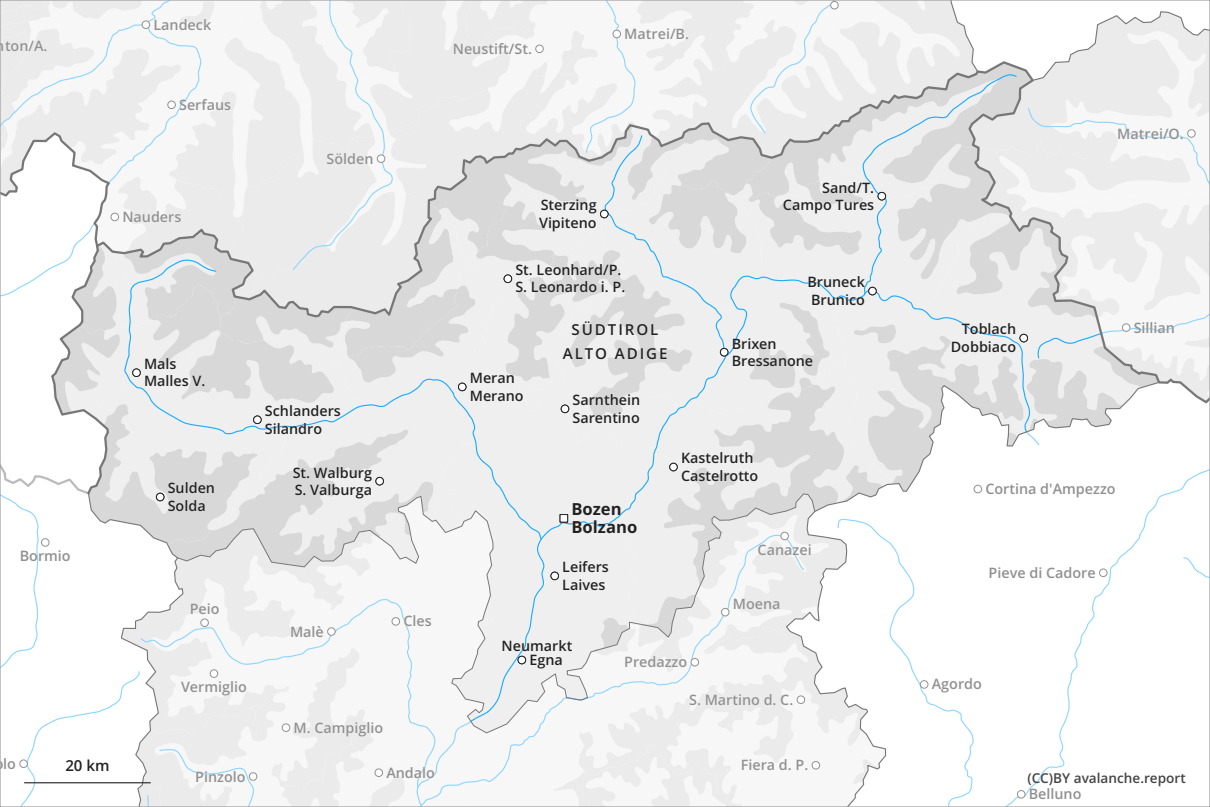 Landeck
Matrei/B.
nton/A.
Neustift/St.
Serfaus
Matrei/O.
Sölden
Sand/T.
Campo Tures
Sterzing
Vipiteno
Nauders
St. Leonhard/P.
S. Leonardo i. P.
Bruneck
Brunico
SÜDTIROL
ALTO ADIGE
Toblach
Dobbiaco
Sillian
Brixen
Bressanone
Mals
Malles V.
Meran
Merano
Schlanders
Silandro
Sarnthein
Sarentino
Kastelruth
Castelrotto
St. Walburg
S. Valburga
Sulden
Solda
Cortina d'Ampezzo
Bozen
Bolzano
Bormio
Canazei
Leifers
Laives
Pieve di Cadore
Peio
Moena
Malè
Cles
Neumarkt
Egna
Predazzo
Vermiglio
Agordo
S. Martino d. C.
M. Campiglio
olo
20 km
Fiera d. P.
Pinzolo
Andalo
(CC)BY avalanche.report
Belluno